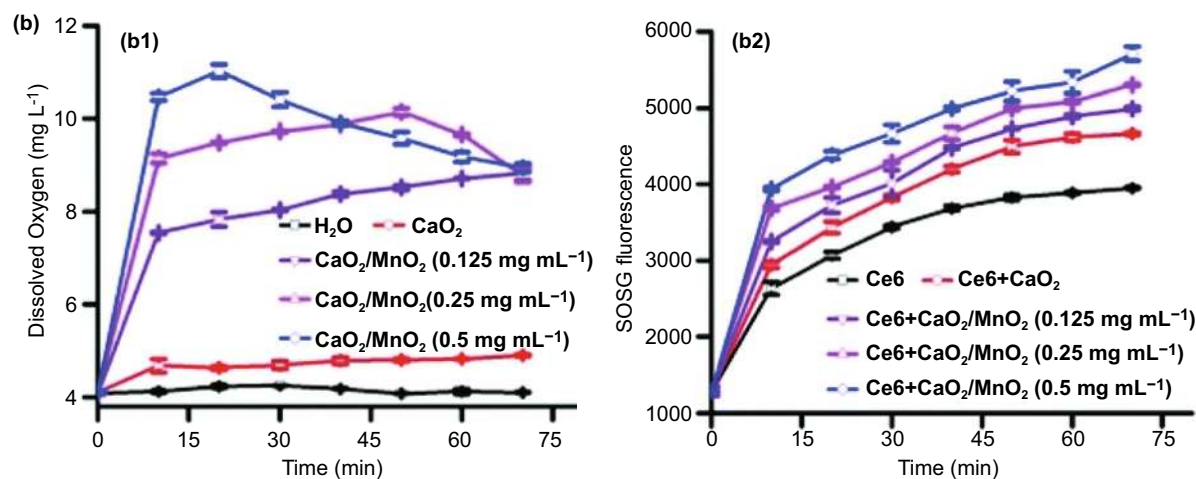 (b)
(b1)
Dissolved Oxygen (mg L⁻¹)
12
10
8
6
4
0 15 30 45 60 75
Time (min)
H₂O CaO₂
CaO₂/MnO₂ (0.125 mg mL⁻¹)
CaO₂/MnO₂(0.25 mg mL⁻¹)
CaO₂/MnO₂ (0.5 mg mL⁻¹)
(b2)
SOSG fluorescence
6000
5000
4000
3000
2000
1000
0 15 30 45 60 75
Time (min)
Ce6 Ce6+CaO₂
Ce6+CaO₂/MnO₂ (0.125 mg mL⁻¹)
Ce6+CaO₂/MnO₂ (0.25 mg mL⁻¹)
Ce6+CaO₂/MnO₂ (0.5 mg mL⁻¹)